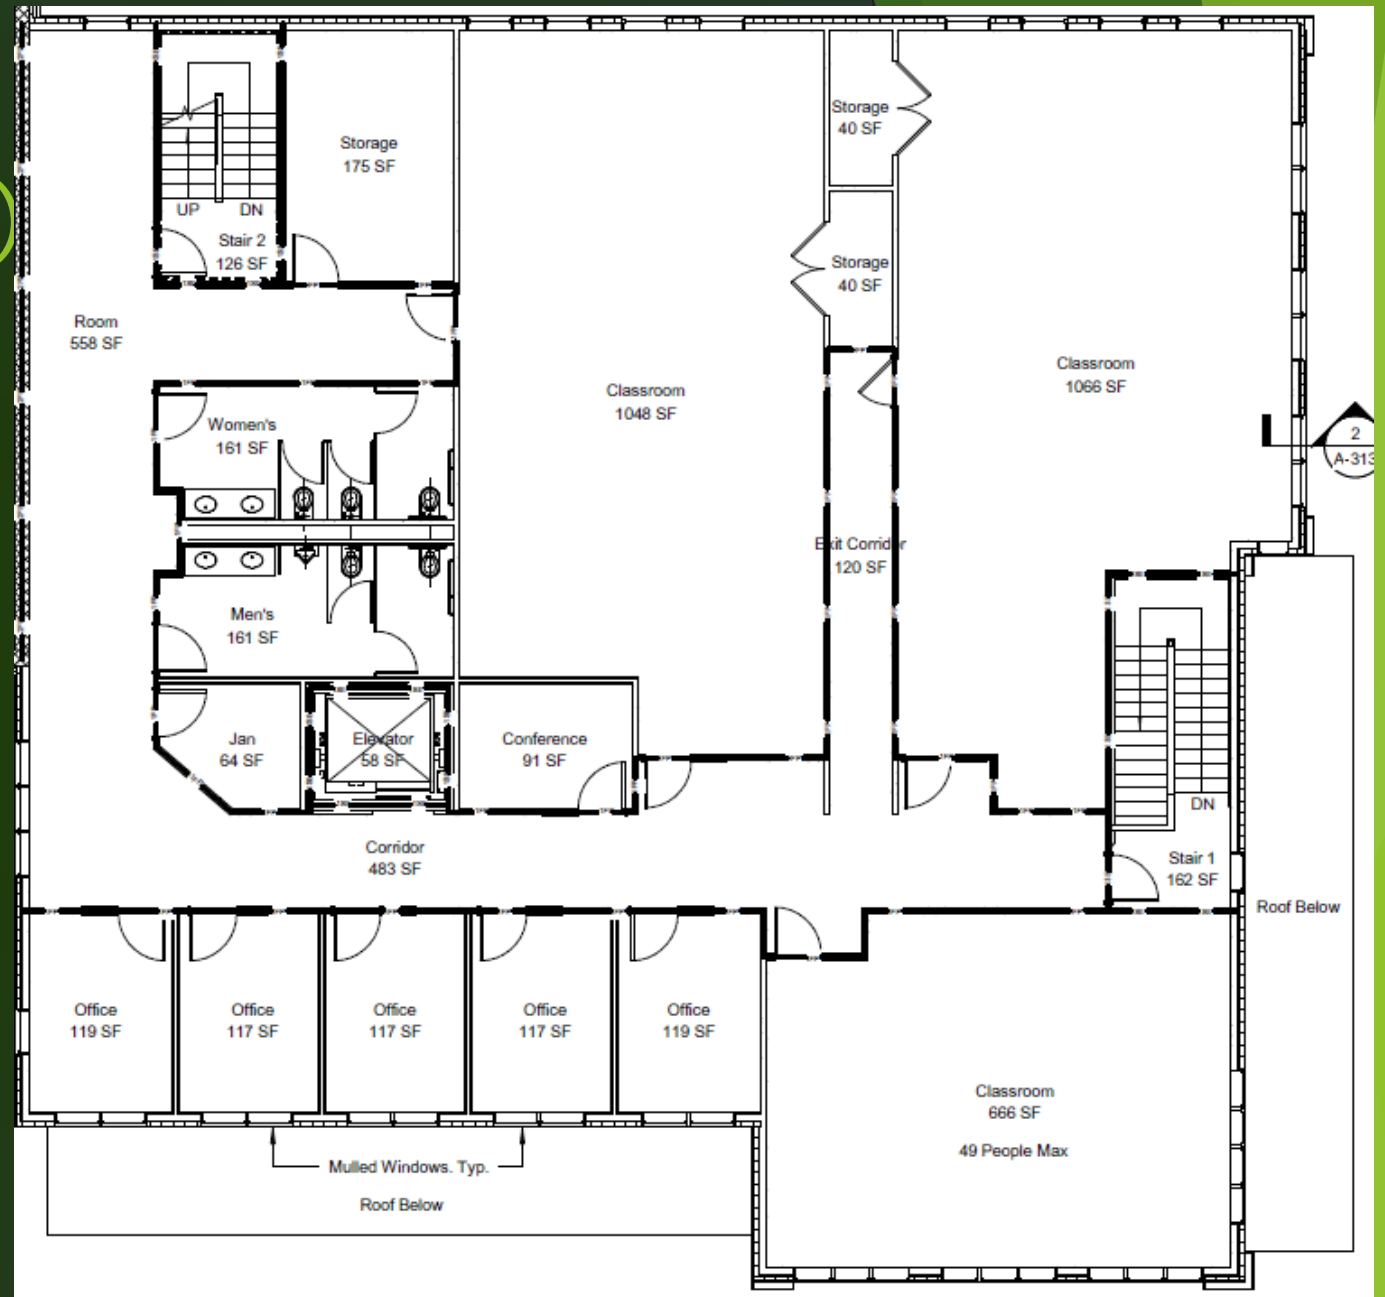 Storage
40 SF
Storage
175 SF
UP
DN
Stair 2
126 SF
Storage
40 SF
Room
558 SF
Classroom
1048 SF
Classroom
1066 SF
Women's
161 SF
2
A-313
Exit Corridor
120 SF
Men's
161 SF
Jan
64 SF
Elevator
58 SF
Conference
91 SF
DN
Corridor
483 SF
Stair 1
162 SF
Roof Below
Office
119 SF
Office
117 SF
Office
117 SF
Office
117 SF
Office
119 SF
Classroom
666 SF
49 People Max
Mulled Windows. Typ.
Roof Below